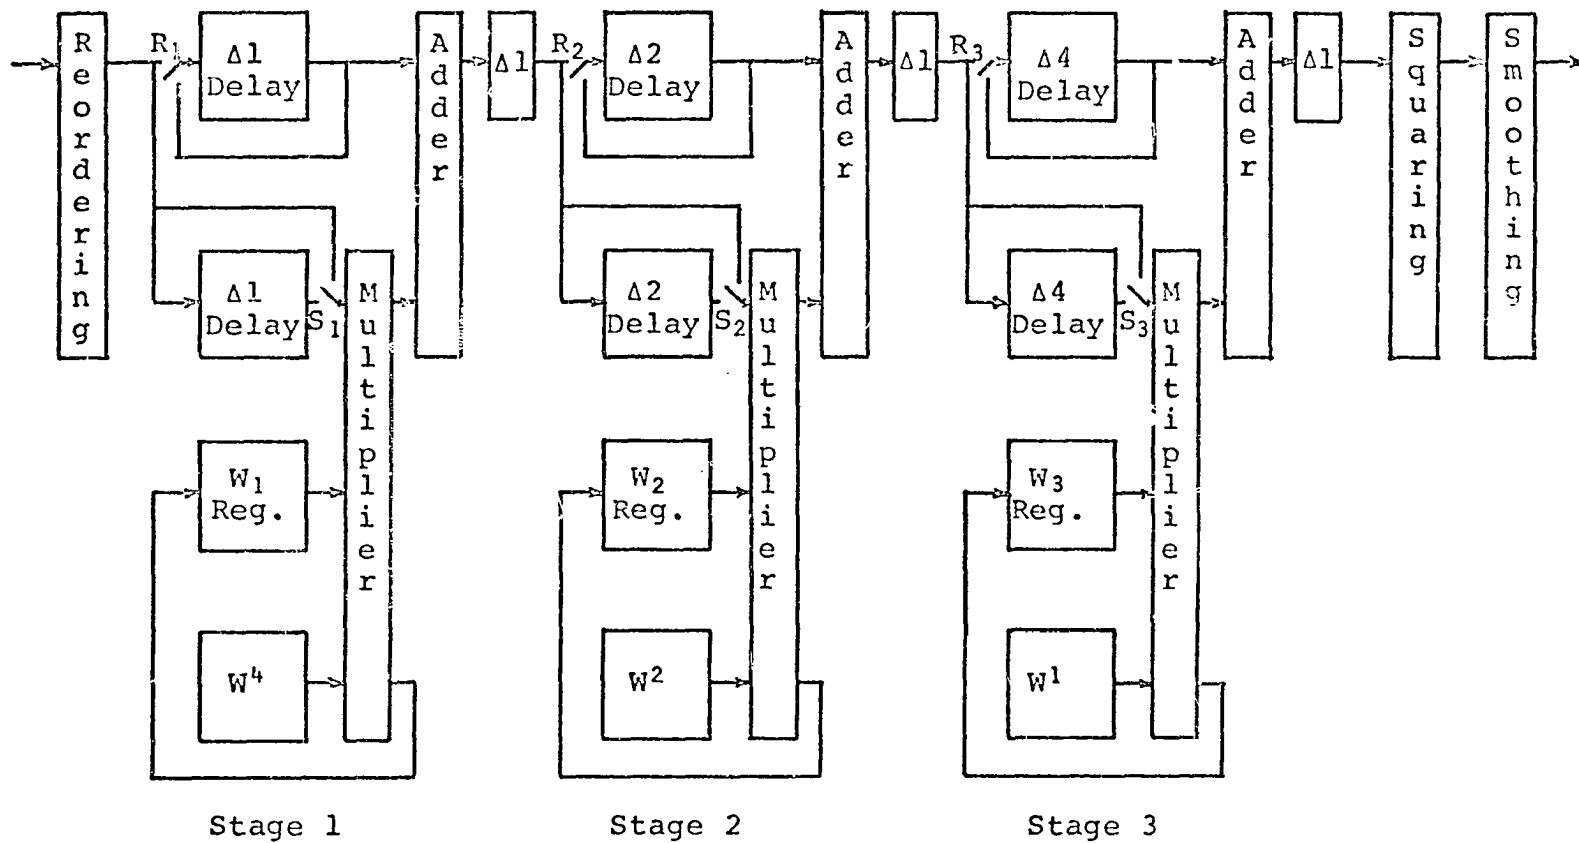 Reordering
R1
Δ1
Delay
Adder
Δ1
R2
Δ2
Delay
Adder
Δ1
R3
Δ4
Delay
Adder
Δ1
Squaring
Smoothing
Δ1
Delay
S1
Multiplier
Δ2
Delay
S2
Multiplier
Δ4
Delay
S3
Multiplier
W1
Reg.
W2
Reg.
W3
Reg.
W⁴
W²
W¹
Stage 1
Stage 2
Stage 3